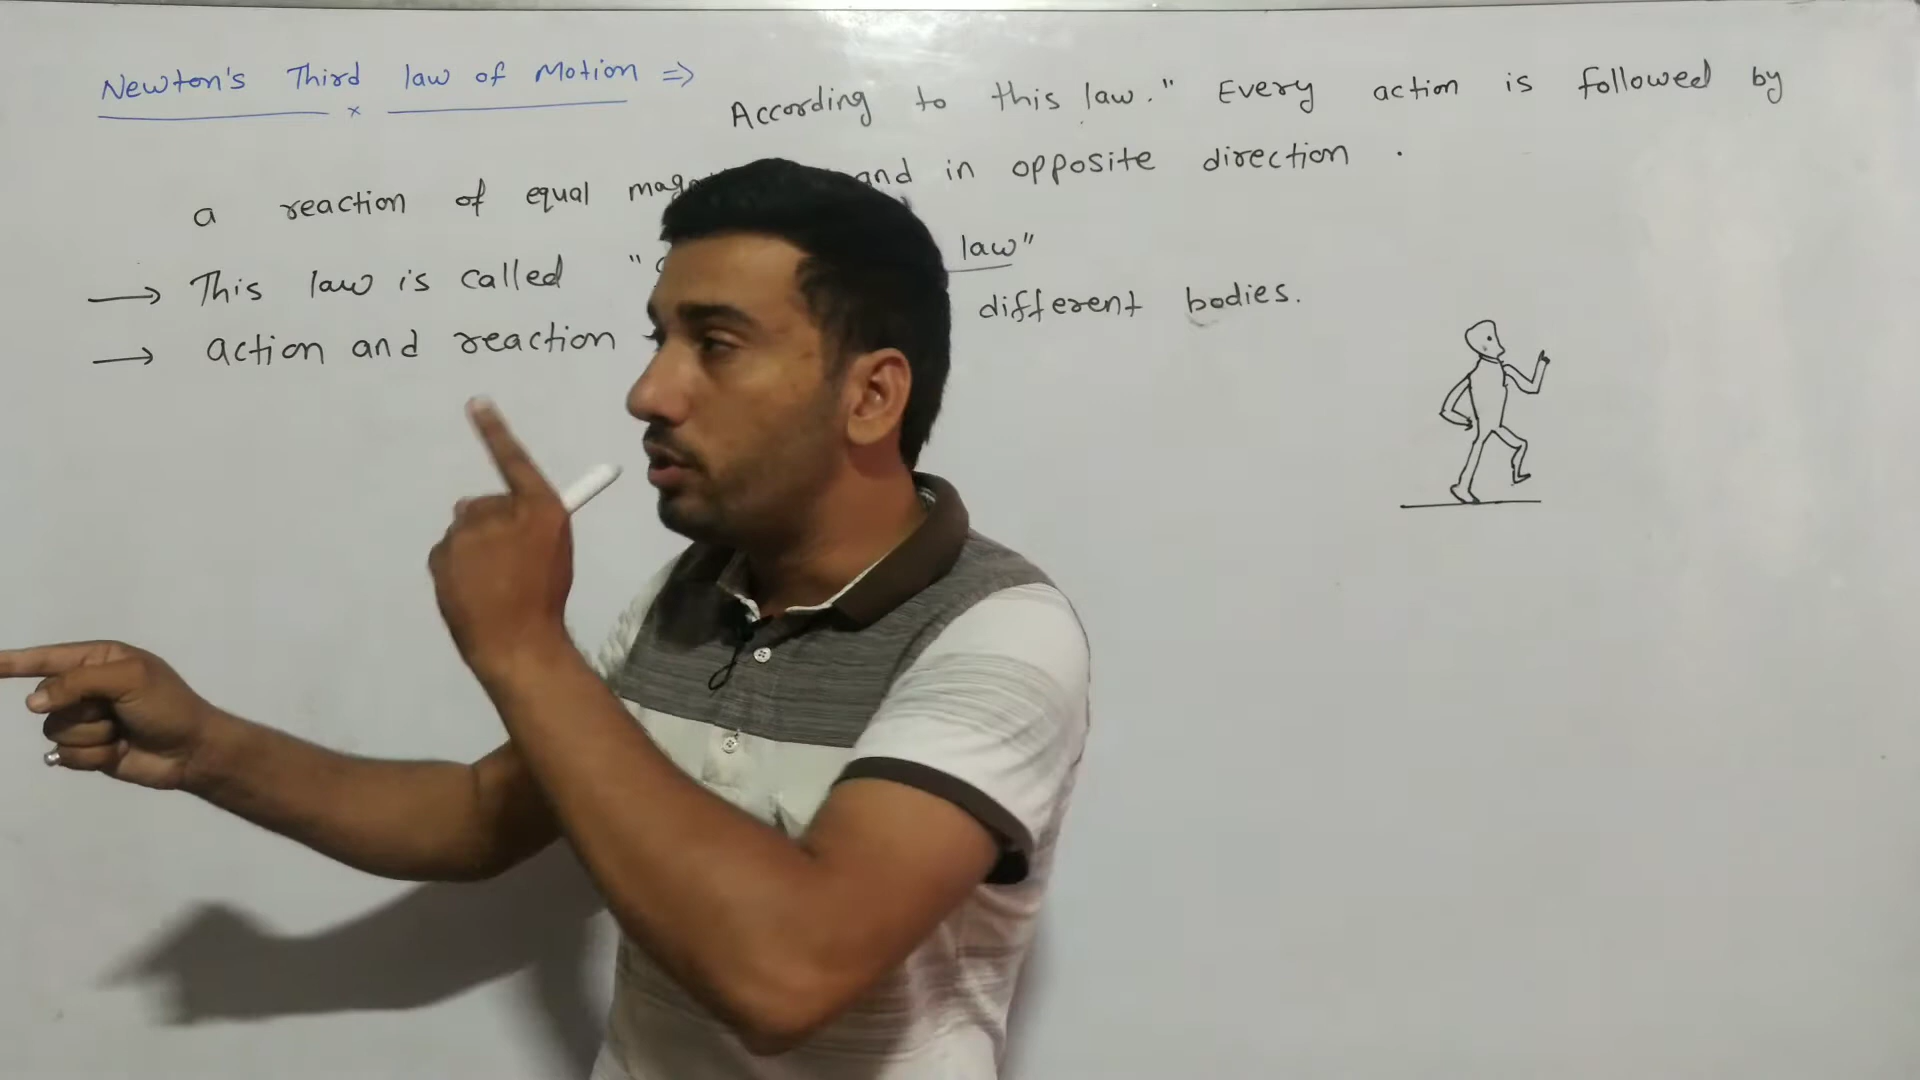 Newton's Third law of Motion ⇒ According to this law." Every action is followed by
a reaction of equal and in opposite direction .
→ This law is called " law"
→ action and reaction different bodies.